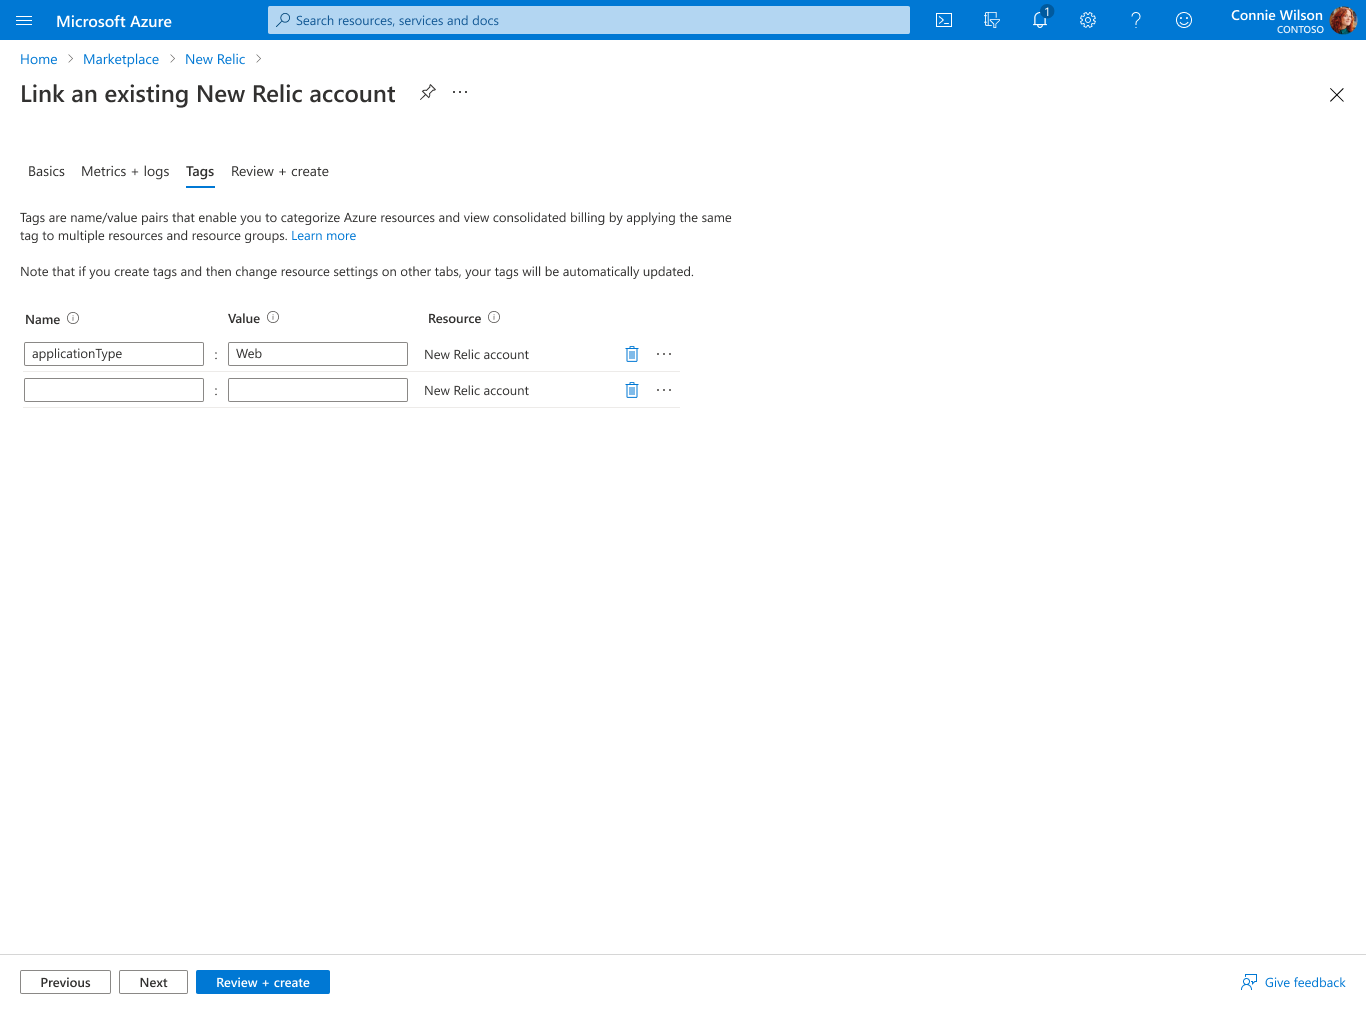 Microsoft Azure
Search resources, services and docs
1
Connie Wilson
CONTOSO
Home > Marketplace > New Relic >
Link an existing New Relic account
Basics
Metrics + logs
Tags
Review + create
Tags are name/value pairs that enable you to categorize Azure resources and view consolidated billing by applying the same
tag to multiple resources and resource groups. Learn more
Note that if you create tags and then change resource settings on other tabs, your tags will be automatically updated.
Name
Value
Resource
applicationType : Web New Relic account
: New Relic account
Previous
Next
Review + create
Give feedback